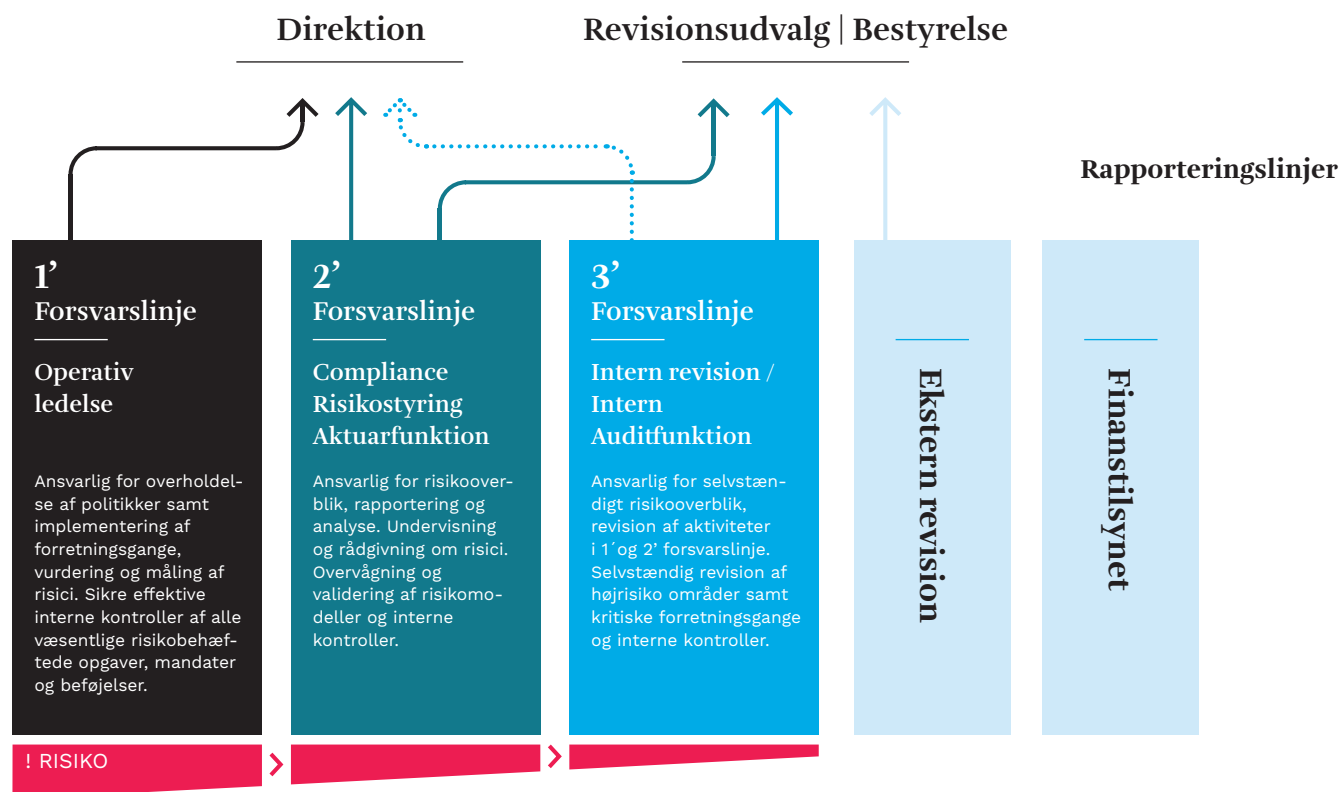 Direktion
Revisionsudvalg | Bestyrelse
Rapporteringslinjer
1’
Forsvarslinje
Operativ
ledelse
Ansvarlig for overholdel-
se af politikker samt
implementering af
forretningsgange,
vurdering og måling af
risici. Sikre effektive
interne kontroller af alle
væsentlige risikobehæf-
tede opgaver, mandater
og beføjelser.
2’
Forsvarslinje
Compliance
Risikostyring
Aktuarfunktion
Ansvarlig for risikoover-
blik, rapportering og
analyse. Undervisning
og rådgivning om risici.
Overvågning og
validering af risikomo-
deller og interne
kontroller.
3’
Forsvarslinje
Intern revision /
Intern
Auditfunktion
Ansvarlig for selvstæn-
digt risikooverblik,
revision af aktiviteter
i 1´og 2’ forsvarslinje.
Selvstændig revision af
højrisiko områder samt
kritiske forretningsgange
og interne kontroller.
Ekstern revision
Finanstilsynet
! RISIKO